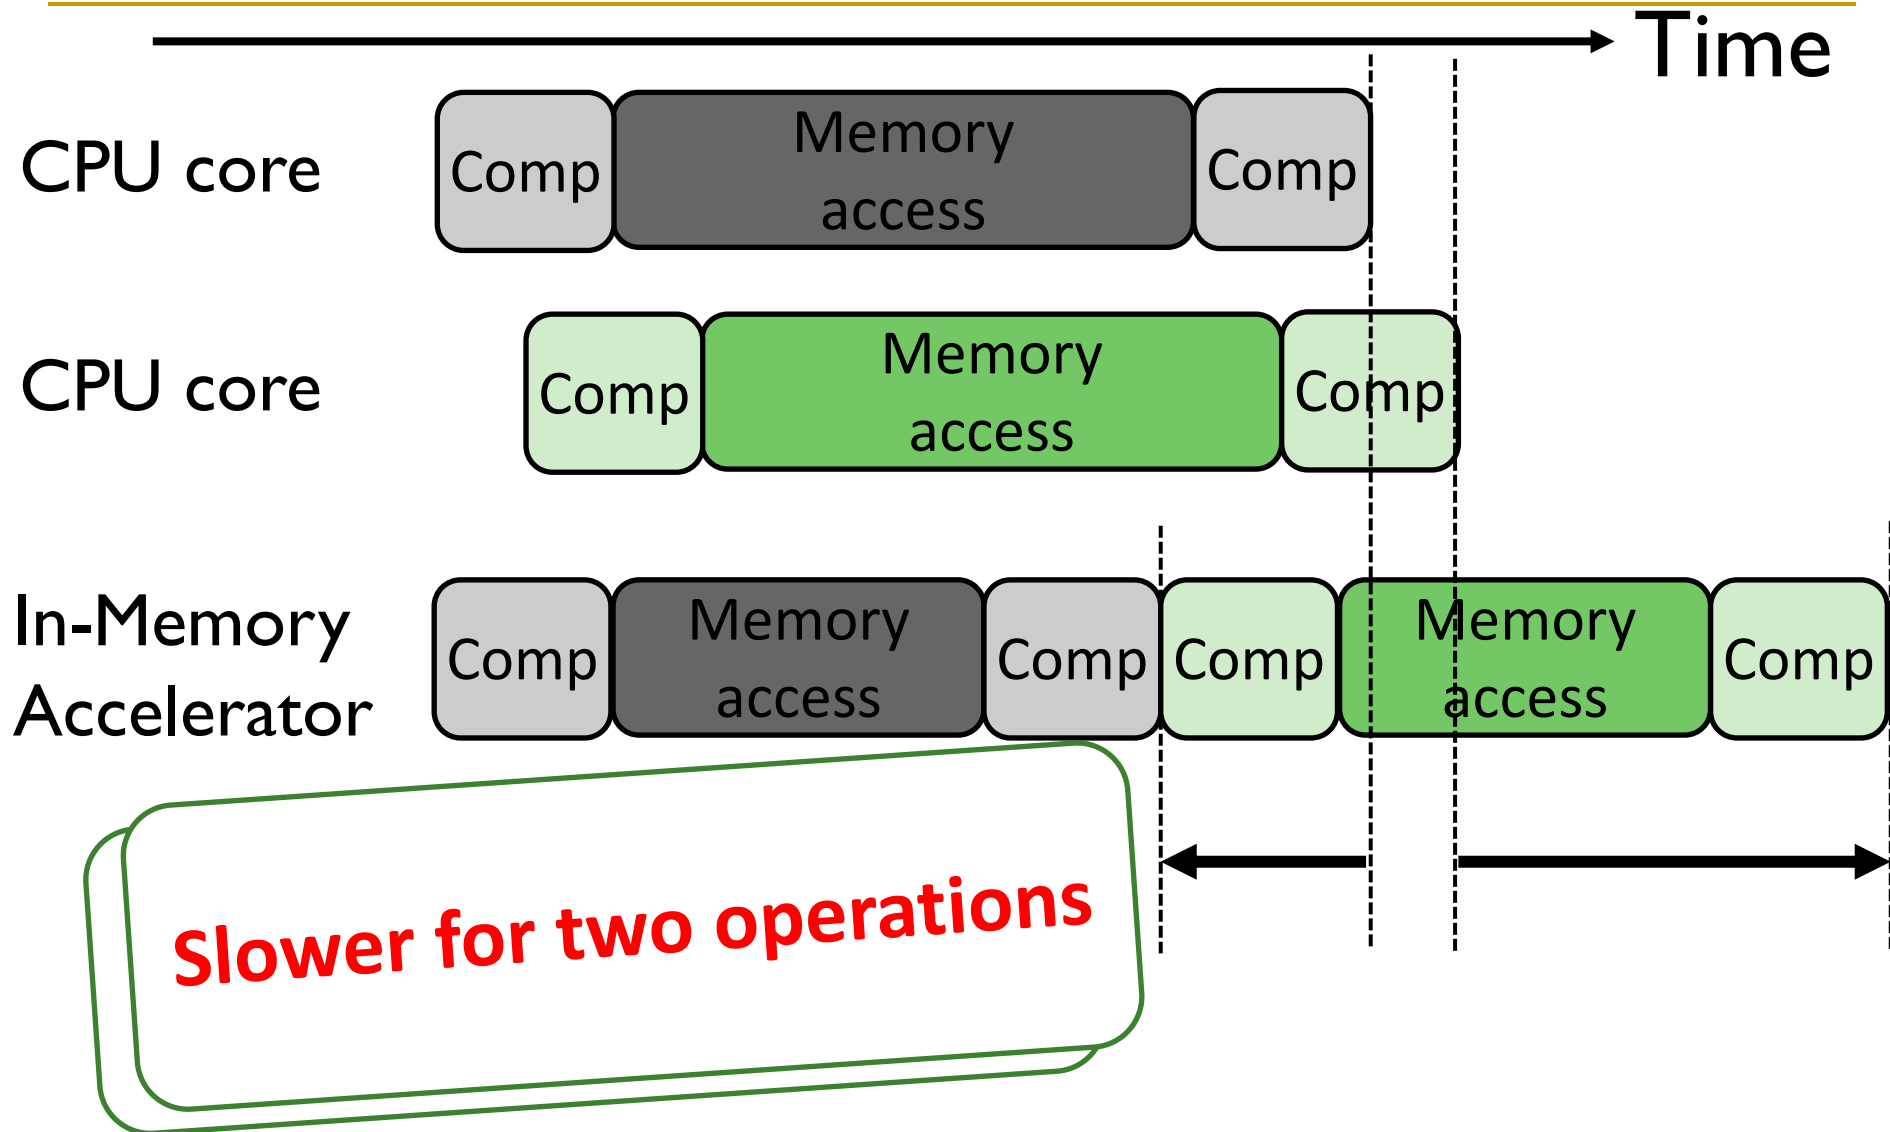 Time
CPU core
Comp
Memory
access
Comp
CPU core
Comp
Memory
access
Comp
In-Memory
Accelerator
Comp
Memory
access
Comp
Comp
Memory
access
Comp
Slower for two operations